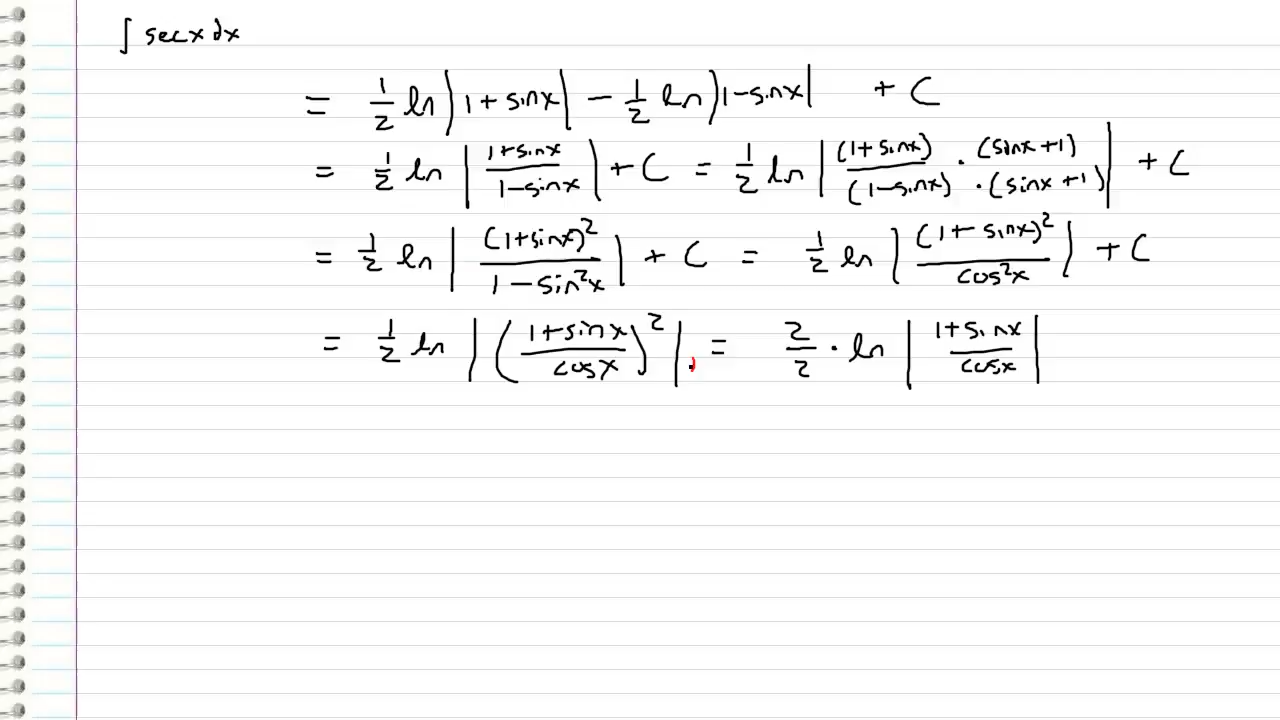 ∫ sec x dx
= 1/2 ln|1+sinx| − 1/2 ln|1−sinx| + C
= 1/2 ln|(1+sinx)/(1−sinx)| + C = 1/2 ln|(1+sinx)·(sinx+1)/(1−sinx)·(sinx+1)| + C
= 1/2 ln|(1+sinx)²/(1−sin²x)| + C = 1/2 ln|(1+sinx)²/cos²x| + C
= 1/2 ln|((1+sinx)/cosx)²| = 2/2 · ln|(1+sinx)/cosx|